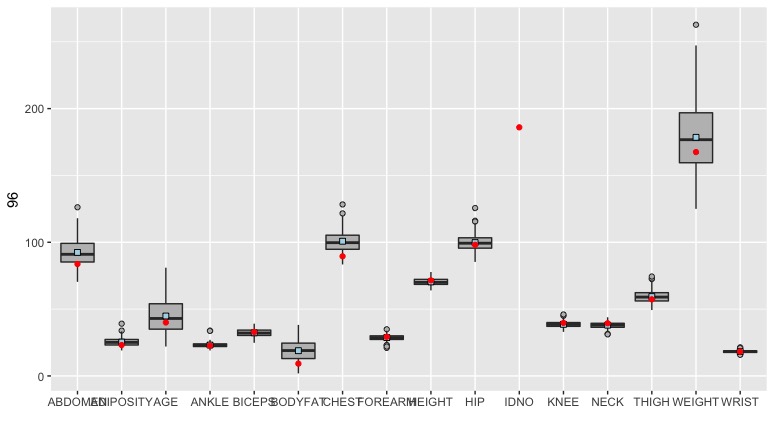 200
100
0
96
ABDOMEN ADIPOSITY AGE ANKLE BICEPS BODYFAT CHEST FOREARM HEIGHT HIP IDNO KNEE NECK THIGH WEIGHT WRIST